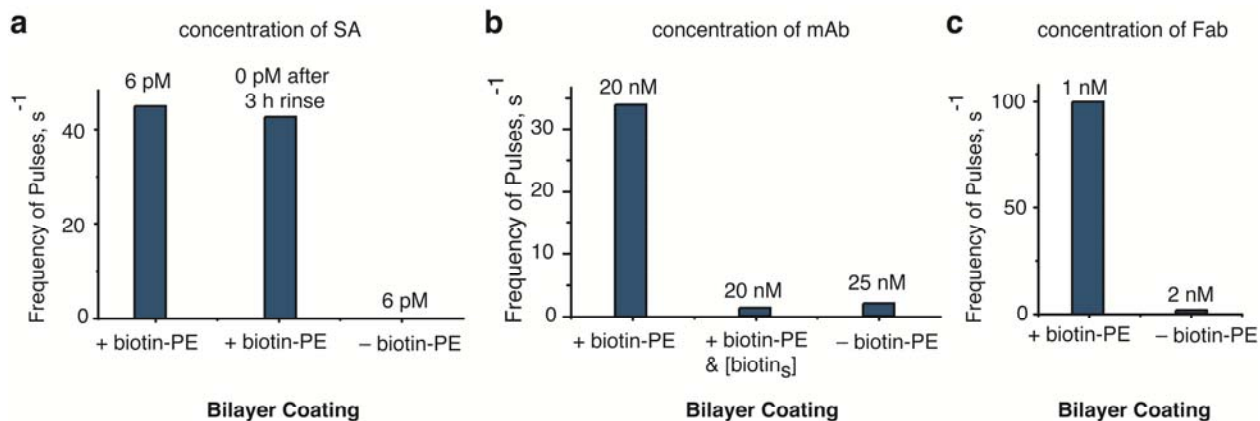 a
concentration of SA
Frequency of Pulses, s⁻¹
40
20
0
6 pM
0 pM after
3 h rinse
6 pM
+ biotin-PE
+ biotin-PE
– biotin-PE
Bilayer Coating
b
concentration of mAb
Frequency of Pulses, s⁻¹
30
20
10
0
20 nM
20 nM
25 nM
+ biotin-PE
+ biotin-PE
& [biotinₛ]
– biotin-PE
Bilayer Coating
c
concentration of Fab
Frequency of Pulses, s⁻¹
100
50
0
1 nM
2 nM
+ biotin-PE
– biotin-PE
Bilayer Coating